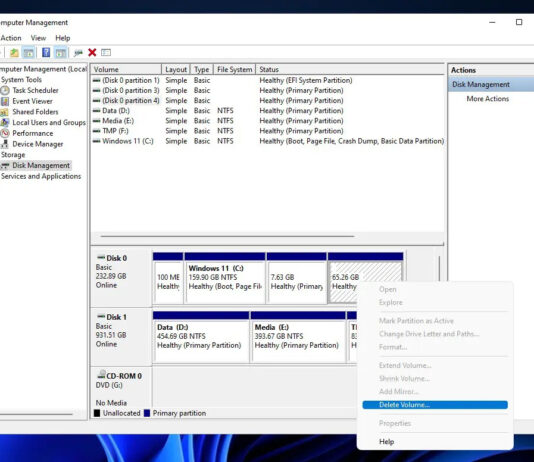 omputer Management
Action View Help
mputer Management (Local
System Tools
Task Scheduler
Event Viewer
Shared Folders
Local Users and Groups
Performance
Device Manager
Storage
Disk Management
Services and Applications
Volume Layout Type File System Status
(Disk 0 partition 1) Simple Basic Healthy (EFI System Partition)
(Disk 0 partition 3) Simple Basic Healthy (Primary Partition)
(Disk 0 partition 4) Simple Basic Healthy (Primary Partition)
Data (D:) Simple Basic NTFS Healthy (Primary Partition)
Media (E:) Simple Basic NTFS Healthy (Primary Partition)
TMP (F:) Simple Basic NTFS Healthy (Primary Partition)
Windows 11 (C:) Simple Basic NTFS Healthy (Boot, Page File, Crash Dump, Basic Data Partition)
Actions
Disk Management
More Actions
Disk 0
Basic
232.89 GB
Online
100 ME
Healthy
Windows 11 (C:)
159.90 GB NTFS
Healthy (Boot, Page Fil
7.63 GB
Healthy (Primary
65.26 GB
Healthy
Disk 1
Basic
931.51 GB
Online
Data (D:)
454.69 GB NTFS
Healthy (Primary Partition)
Media (E:)
393.67 GB NTFS
Healthy (Primary Partition)
CD-ROM 0
DVD (G:)
No Media
Unallocated Primary partition
Open
Explore
Mark Partition as Active
Change Drive Letter and Paths...
Format...
Extend Volume...
Shrink Volume...
Add Mirror...
Delete Volume...
Properties
Help